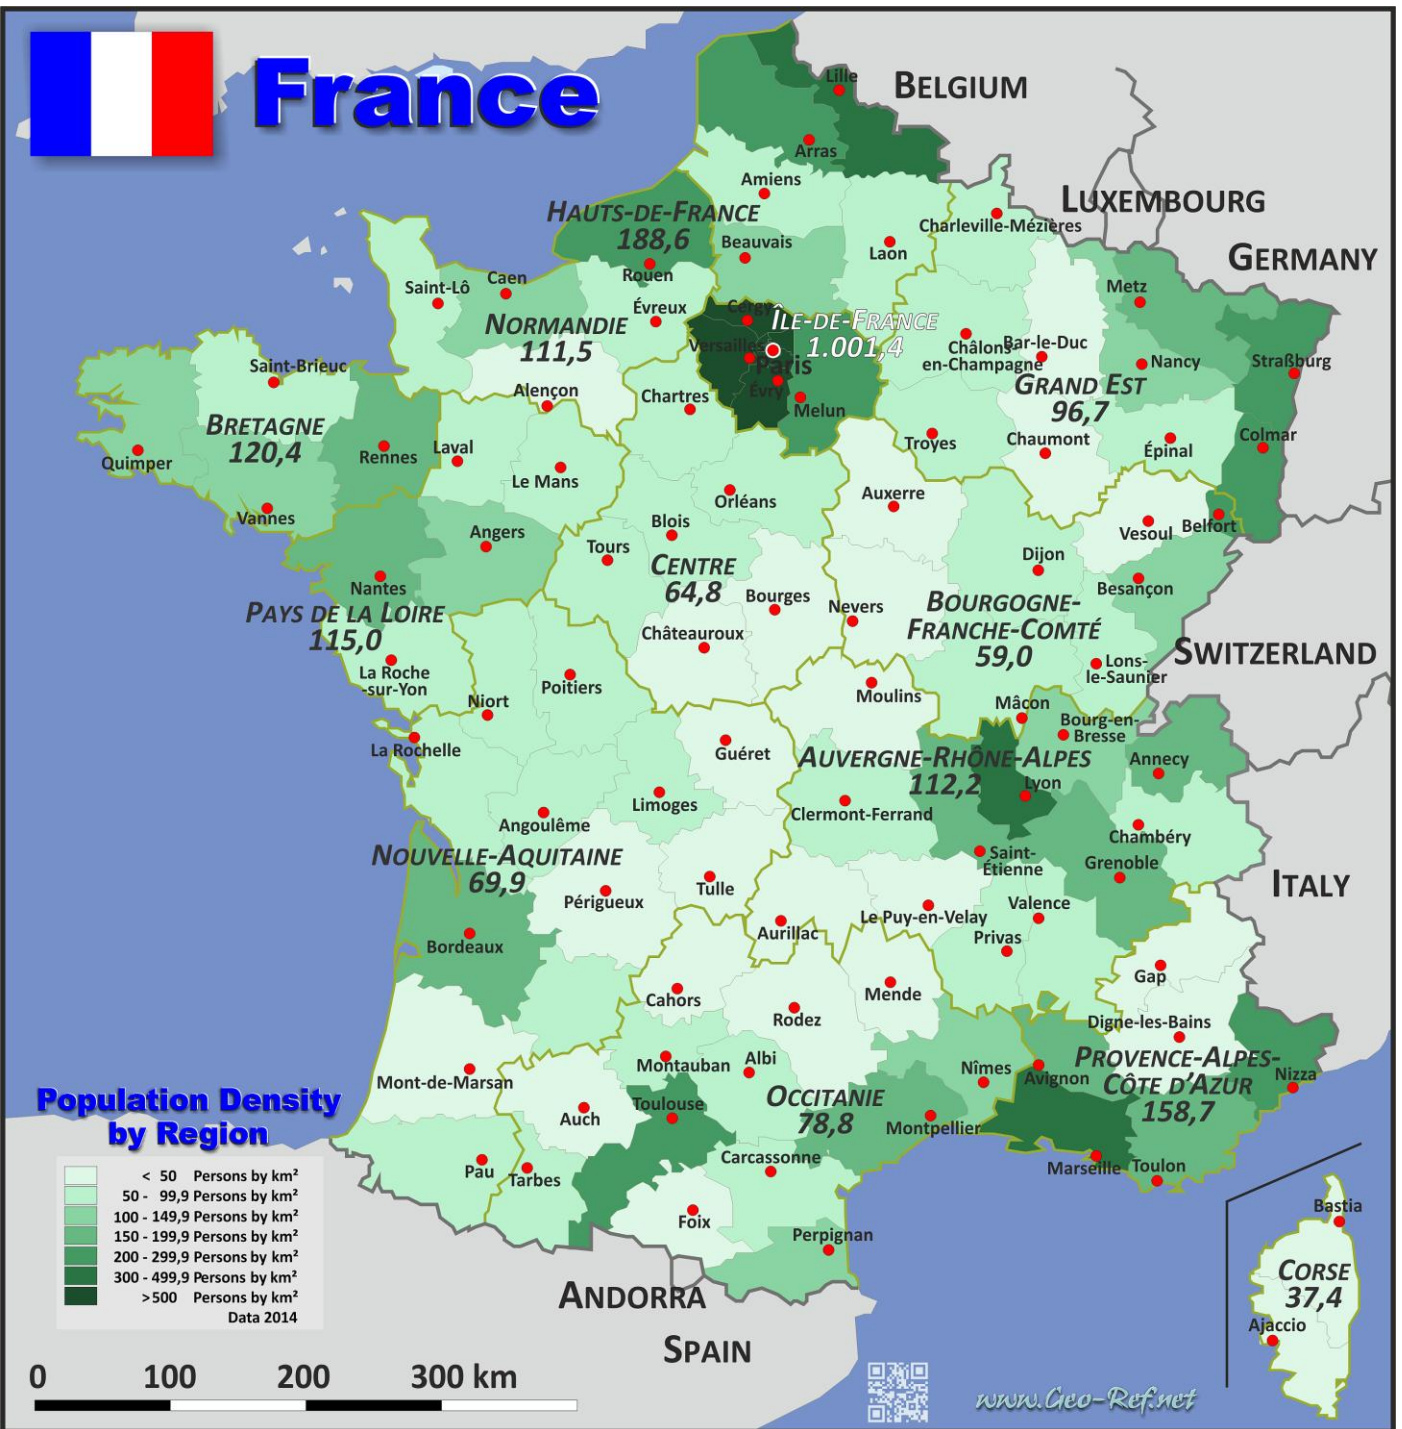 France
BELGIUM
LUXEMBOURG
GERMANY
SWITZERLAND
ITALY
ANDORRA
SPAIN
Lille
Arras
Amiens
HAUTS-DE-FRANCE
188,6
Beauvais
Laon
Charleville-Mézières
Rouen
Caen
Saint-Lô
Évreux
NORMANDIE
111,5
Alençon
Cergy
ÎLE-DE-FRANCE
1.001,4
Versailles
Paris
Évry
Melun
Metz
Bar-le-Duc
Châlons-
en-Champagne
Nancy
Straßburg
GRAND EST
96,7
Troyes
Chaumont
Épinal
Colmar
Saint-Brieuc
BRETAGNE
120,4
Quimper
Rennes
Vannes
Laval
Le Mans
Chartres
Orléans
Angers
Nantes
PAYS DE LA LOIRE
115,0
La Roche
-sur-Yon
Blois
Tours
CENTRE
64,8
Bourges
Châteauroux
Auxerre
Nevers
Dijon
Vesoul
Belfort
Besançon
BOURGOGNE-
FRANCHE-COMTÉ
59,0
Lons-
le-Saunier
Mâcon
Niort
Poitiers
La Rochelle
Guéret
Limoges
Angoulême
NOUVELLE-AQUITAINE
69,9
Périgueux
Tulle
Bordeaux
Mont-de-Marsan
Pau
Moulins
Bourg-en-
Bresse
Annecy
AUVERGNE-RHÔNE-ALPES
112,2
Lyon
Clermont-Ferrand
Chambéry
Saint-
Étienne
Grenoble
Le Puy-en-Velay
Valence
Aurillac
Privas
Cahors
Rodez
Mende
Montauban
Albi
Nîmes
OCCITANIE
78,8
Auch
Toulouse
Montpellier
Carcassonne
Tarbes
Foix
Perpignan
Gap
Digne-les-Bains
Avignon
PROVENCE-ALPES-
CÔTE D'AZUR
158,7
Nizza
Marseille
Toulon
Bastia
CORSE
37,4
Ajaccio
Population Density
by Region
< 50 Persons by km²
50 - 99,9 Persons by km²
100 - 149,9 Persons by km²
150 - 199,9 Persons by km²
200 - 299,9 Persons by km²
300 - 499,9 Persons by km²
>500 Persons by km²
Data 2014
0 100 200 300 km
www.Geo-Ref.net